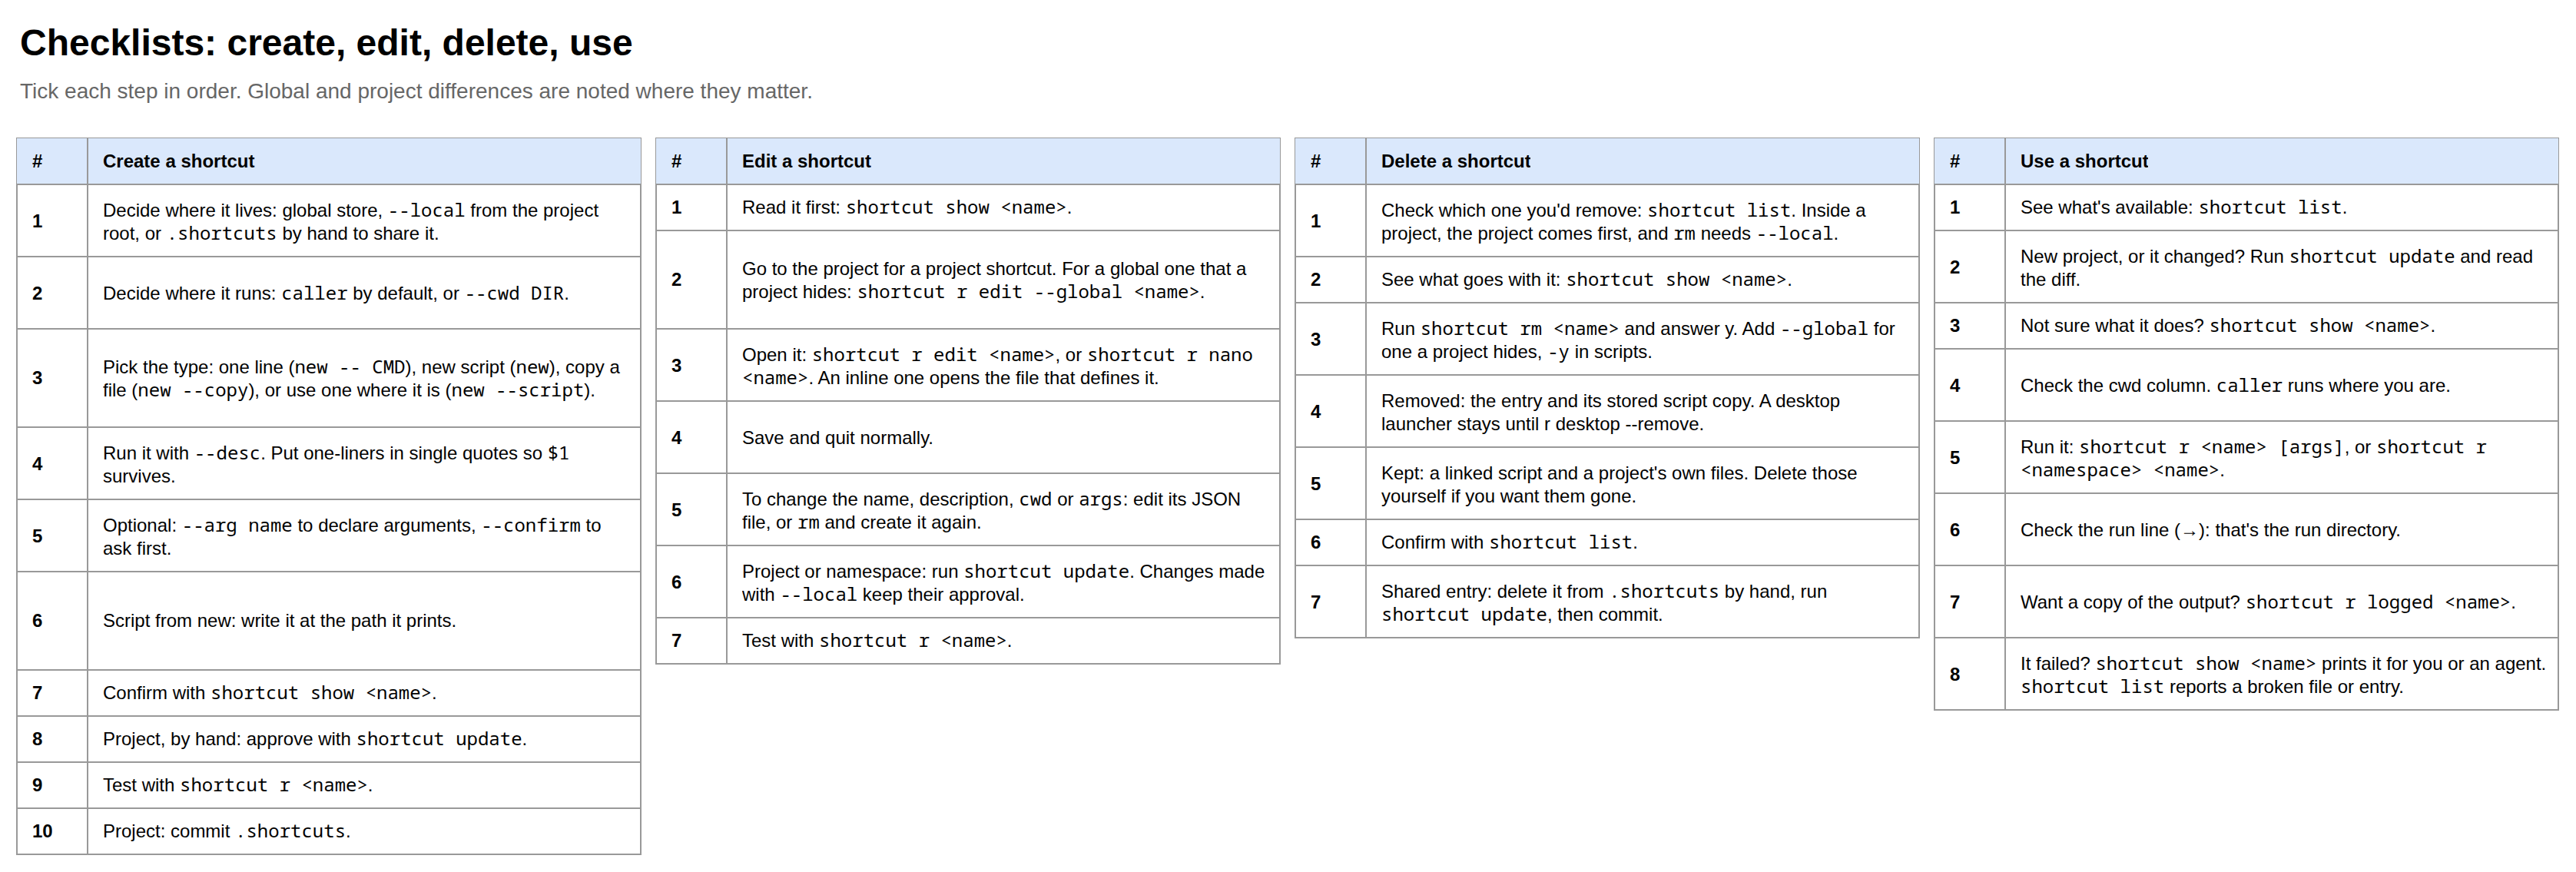 Checklists: create, edit, delete, use
Tick each step in order. Global and project differences are noted where they matter.
# Create a shortcut
1 Decide where it lives: global store, --local from the project
root, or .shortcuts by hand to share it.
2 Decide where it runs: caller by default, or --cwd DIR.
3 Pick the type: one line (new -- CMD), new script (new), copy a
file (new --copy), or use one where it is (new --script).
4 Run it with --desc. Put one-liners in single quotes so $1
survives.
5 Optional: --arg name to declare arguments, --confirm to
ask first.
6 Script from new: write it at the path it prints.
7 Confirm with shortcut show <name>.
8 Project, by hand: approve with shortcut update.
9 Test with shortcut r <name>.
10 Project: commit .shortcuts.
# Edit a shortcut
1 Read it first: shortcut show <name>.
2 Go to the project for a project shortcut. For a global one that a
project hides: shortcut r edit --global <name>.
3 Open it: shortcut r edit <name>, or shortcut r nano
<name>. An inline one opens the file that defines it.
4 Save and quit normally.
5 To change the name, description, cwd or args: edit its JSON
file, or rm and create it again.
6 Project or namespace: run shortcut update. Changes made
with --local keep their approval.
7 Test with shortcut r <name>.
# Delete a shortcut
1 Check which one you'd remove: shortcut list. Inside a
project, the project comes first, and rm needs --local.
2 See what goes with it: shortcut show <name>.
3 Run shortcut rm <name> and answer y. Add --global for
one a project hides, -y in scripts.
4 Removed: the entry and its stored script copy. A desktop
launcher stays until r desktop --remove.
5 Kept: a linked script and a project's own files. Delete those
yourself if you want them gone.
6 Confirm with shortcut list.
7 Shared entry: delete it from .shortcuts by hand, run
shortcut update, then commit.
# Use a shortcut
1 See what's available: shortcut list.
2 New project, or it changed? Run shortcut update and read
the diff.
3 Not sure what it does? shortcut show <name>.
4 Check the cwd column. caller runs where you are.
5 Run it: shortcut r <name> [args], or shortcut r
<namespace> <name>.
6 Check the run line (→): that's the run directory.
7 Want a copy of the output? shortcut r logged <name>.
8 It failed? shortcut show <name> prints it for you or an agent.
shortcut list reports a broken file or entry.